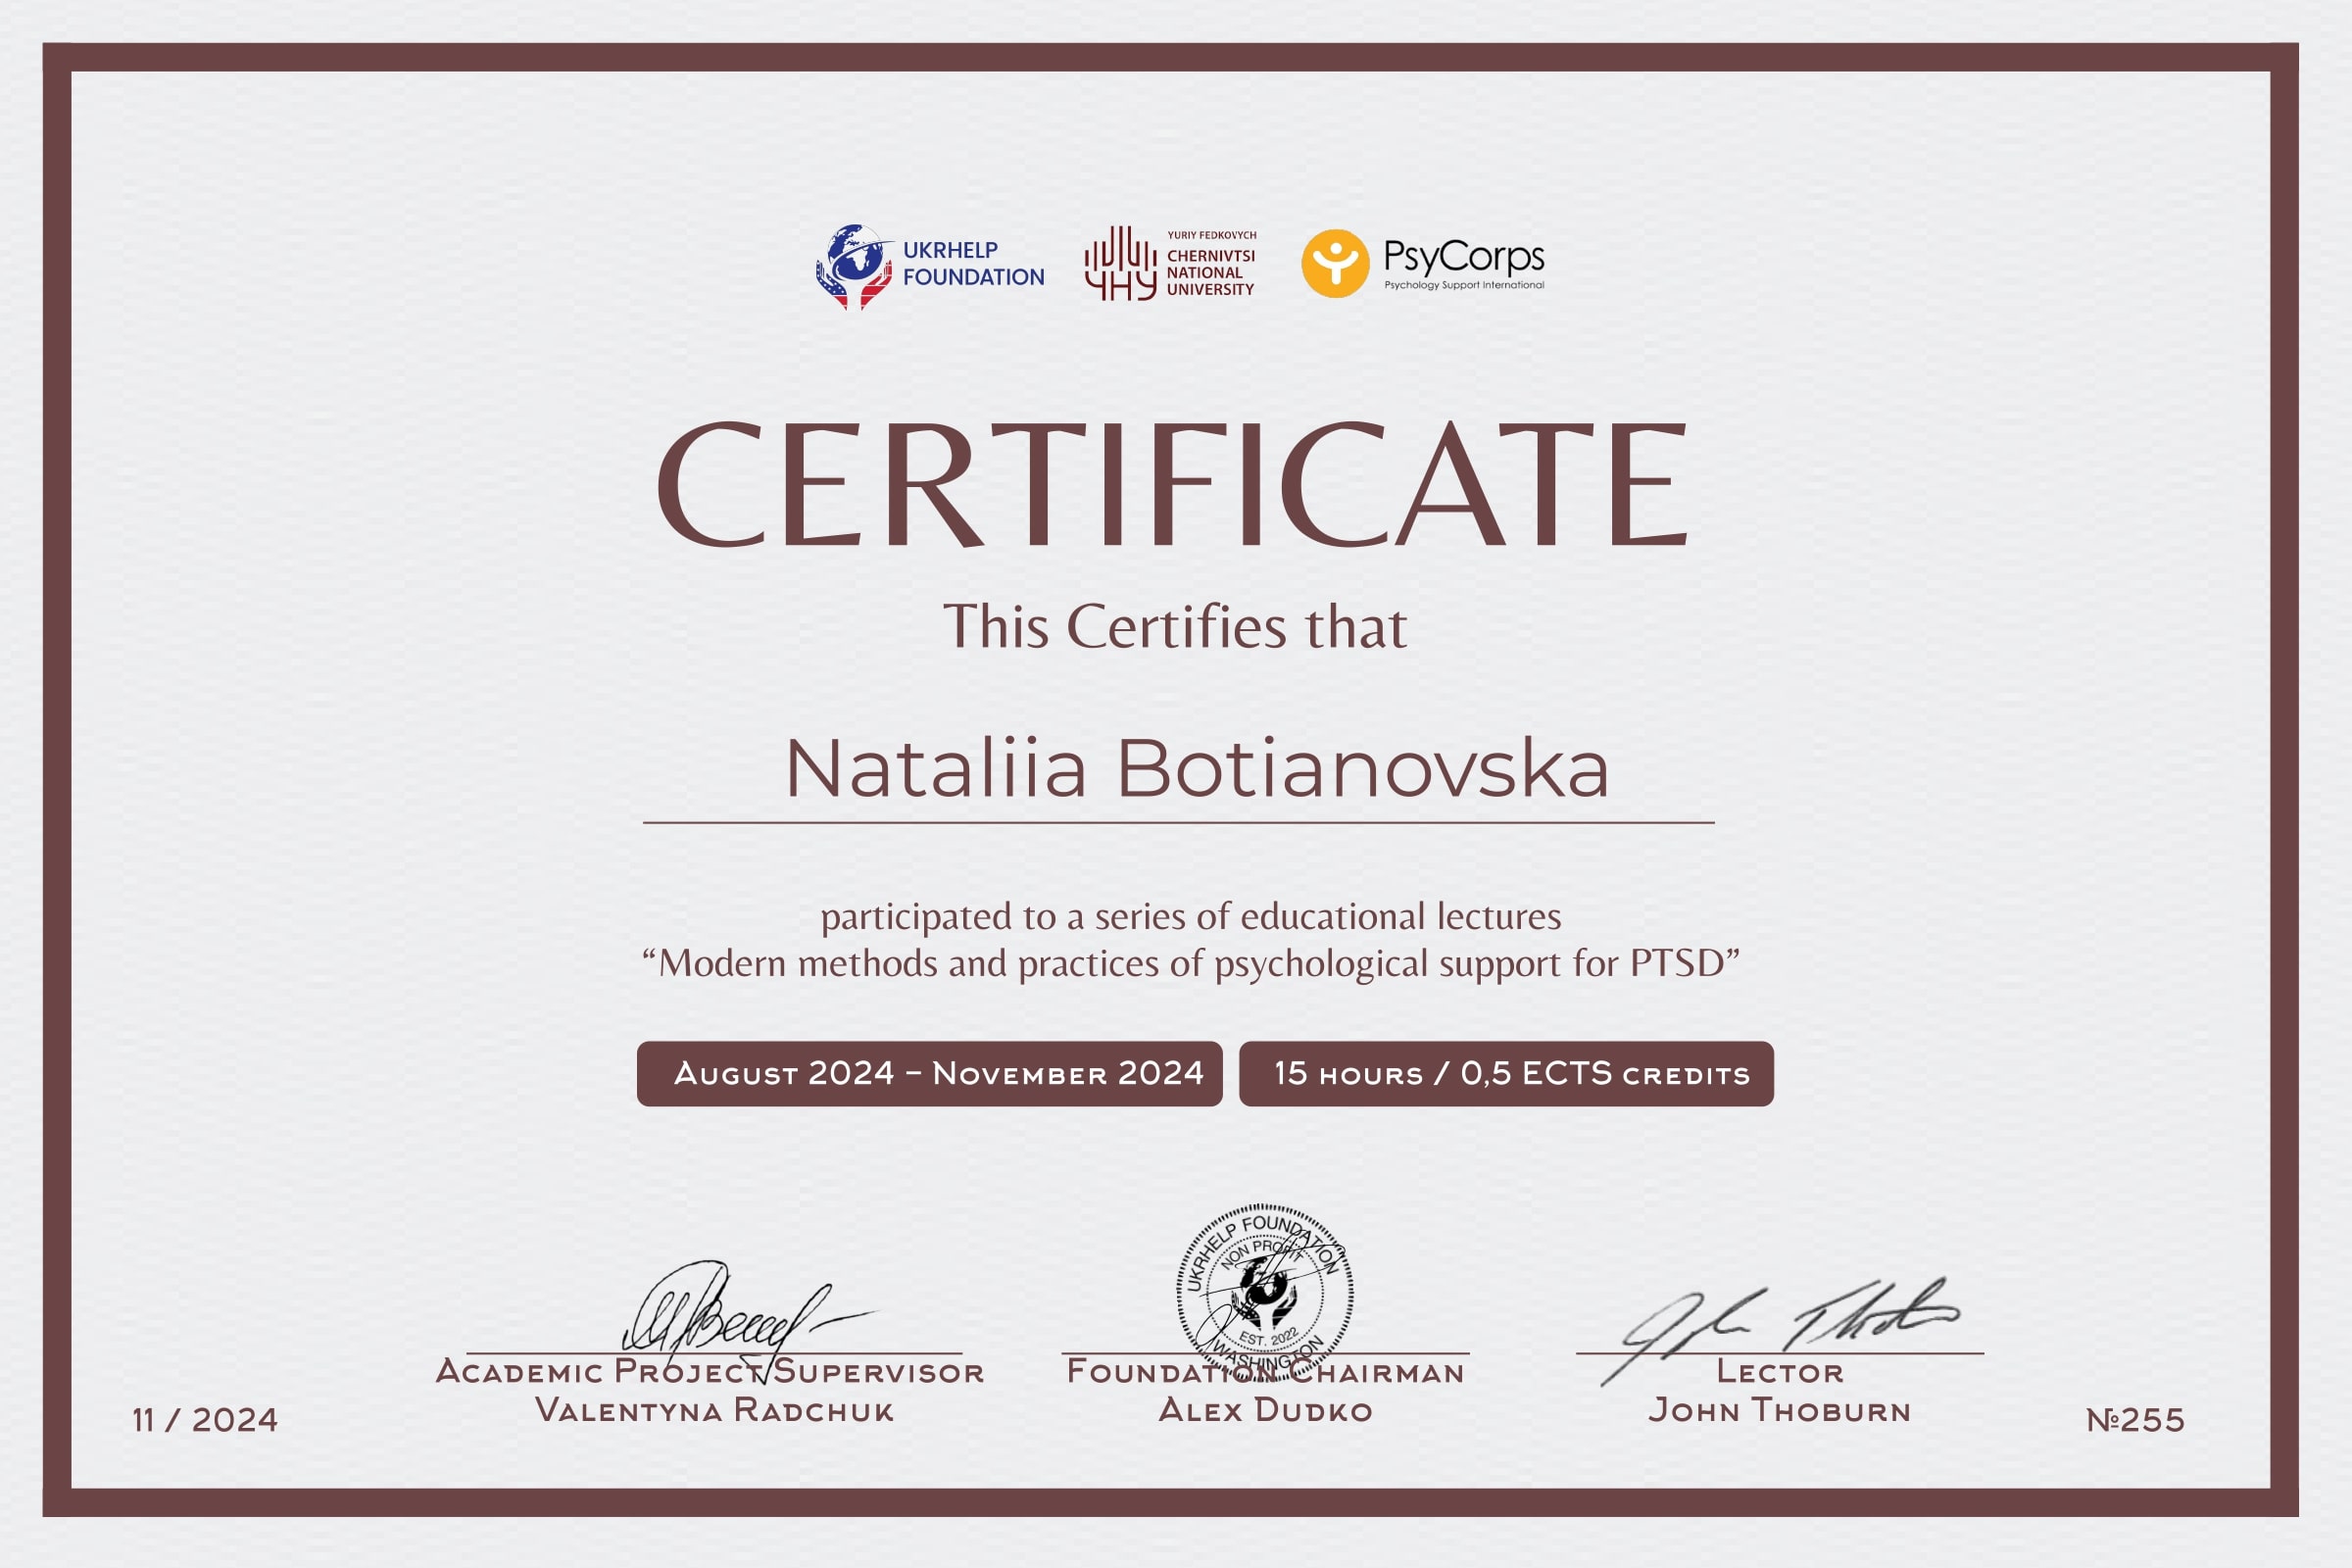 UKRHELP
FOUNDATION
YURIY FEDKOVYCH
CHERNIVTSI
NATIONAL
UNIVERSITY
PsyCorps
Psychology Support International
CERTIFICATE
This Certifies that
Nataliia Botianovska
participated to a series of educational lectures
“Modern methods and practices of psychological support for PTSD”
August 2024 – November 2024
15 hours / 0,5 ECTS credits
UKRHELP FOUNDATION
NON PROFIT
EST. 2022
WASHINGTON
Academic Project Supervisor
Valentyna Radchuk
Foundation Chairman
Alex Dudko
Lector
John Thoburn
11 / 2024
№255